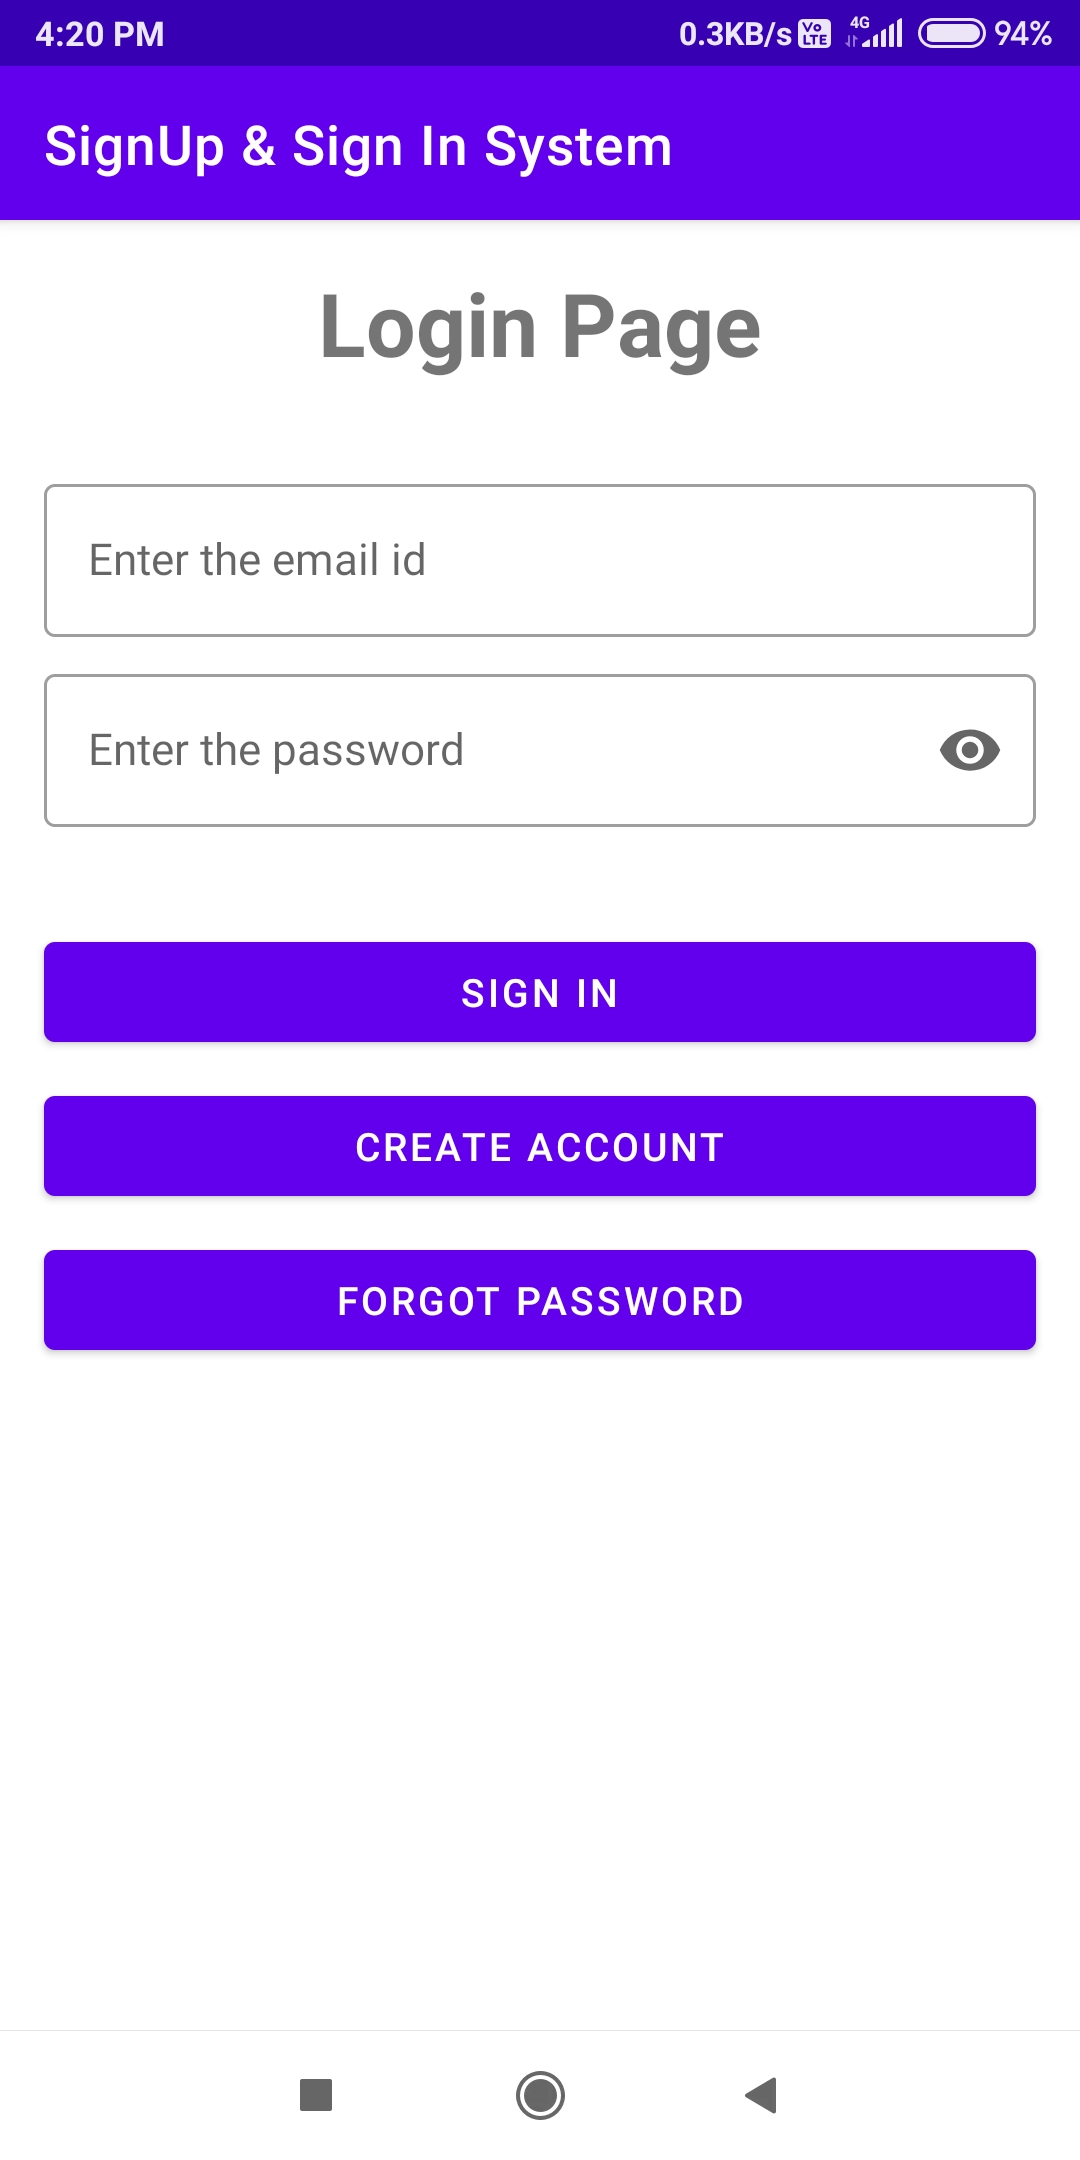 4:20 PM 0.3KB/s Vo LTE 4G 94%
SignUp & Sign In System
Login Page
Enter the email id
Enter the password
SIGN IN
CREATE ACCOUNT
FORGOT PASSWORD